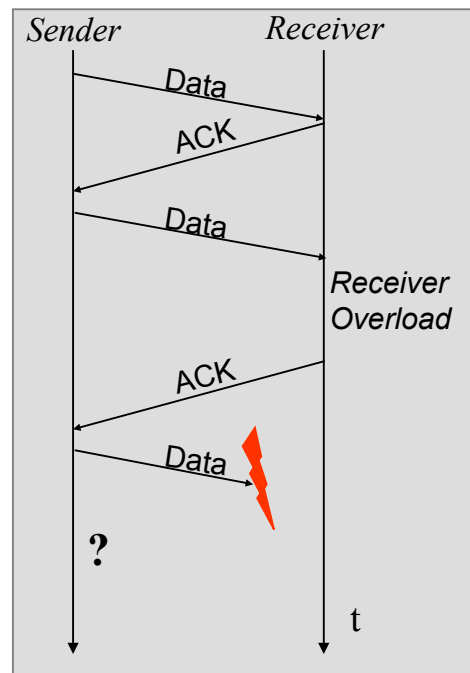 Sender
Receiver
Data
ACK
Data
Receiver
Overload
ACK
Data
?
t